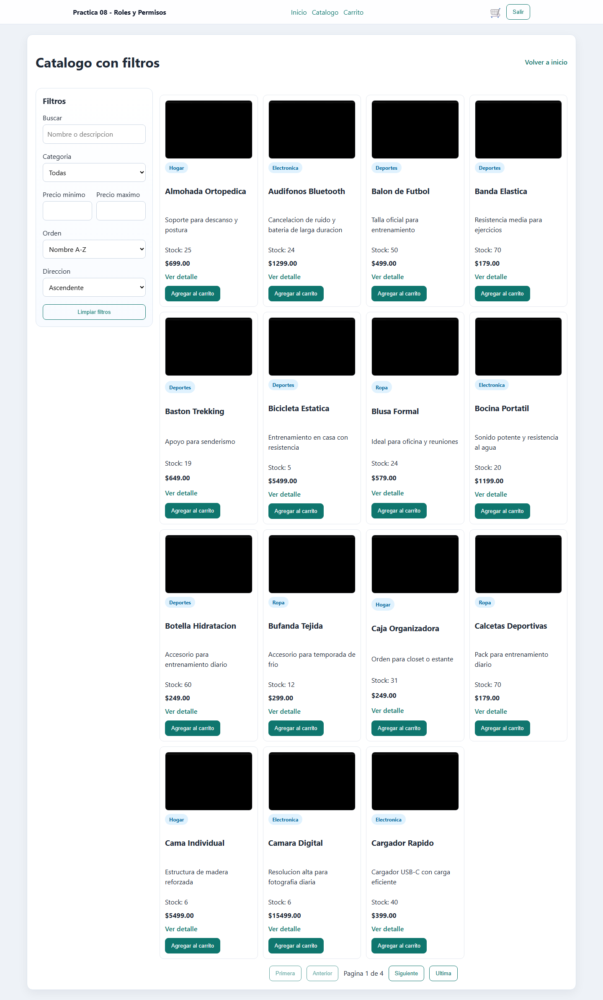 Practica 08 - Roles y Permisos
Inicio Catalogo Carrito
Salir
Catalogo con filtros
Volver a inicio
Filtros
Buscar
Nombre o descripcion
Categoria
Todas
Precio minimo
Precio maximo
Orden
Nombre A-Z
Direccion
Ascendente
Limpiar filtros
Hogar
Almohada Ortopedica
Soporte para descanso y
postura
Stock: 25
$699.00
Ver detalle
Agregar al carrito
Electronica
Audifonos Bluetooth
Cancelacion de ruido y
bateria de larga duracion
Stock: 24
$1299.00
Ver detalle
Agregar al carrito
Deportes
Balon de Futbol
Talla oficial para
entrenamiento
Stock: 50
$499.00
Ver detalle
Agregar al carrito
Deportes
Banda Elastica
Resistencia media para
ejercicios
Stock: 70
$179.00
Ver detalle
Agregar al carrito
Deportes
Baston Trekking
Apoyo para senderismo
Stock: 19
$649.00
Ver detalle
Agregar al carrito
Deportes
Bicicleta Estatica
Entrenamiento en casa con
resistencia
Stock: 5
$5499.00
Ver detalle
Agregar al carrito
Ropa
Blusa Formal
Ideal para oficina y reuniones
Stock: 24
$579.00
Ver detalle
Agregar al carrito
Electronica
Bocina Portatil
Sonido potente y resistencia
al agua
Stock: 20
$1199.00
Ver detalle
Agregar al carrito
Deportes
Botella Hidratacion
Accesorio para
entrenamiento diario
Stock: 60
$249.00
Ver detalle
Agregar al carrito
Ropa
Bufanda Tejida
Accesorio para temporada de
frio
Stock: 12
$299.00
Ver detalle
Agregar al carrito
Hogar
Caja Organizadora
Orden para closet o estante
Stock: 31
$249.00
Ver detalle
Agregar al carrito
Ropa
Calcetas Deportivas
Pack para entrenamiento
diario
Stock: 70
$179.00
Ver detalle
Agregar al carrito
Hogar
Cama Individual
Estructura de madera
reforzada
Stock: 6
$5499.00
Ver detalle
Agregar al carrito
Electronica
Camara Digital
Resolucion alta para
fotografia diaria
Stock: 6
$15499.00
Ver detalle
Agregar al carrito
Electronica
Cargador Rapido
Cargador USB-C con carga
eficiente
Stock: 40
$399.00
Ver detalle
Agregar al carrito
Primera Anterior Pagina 1 de 4 Siguiente Ultima